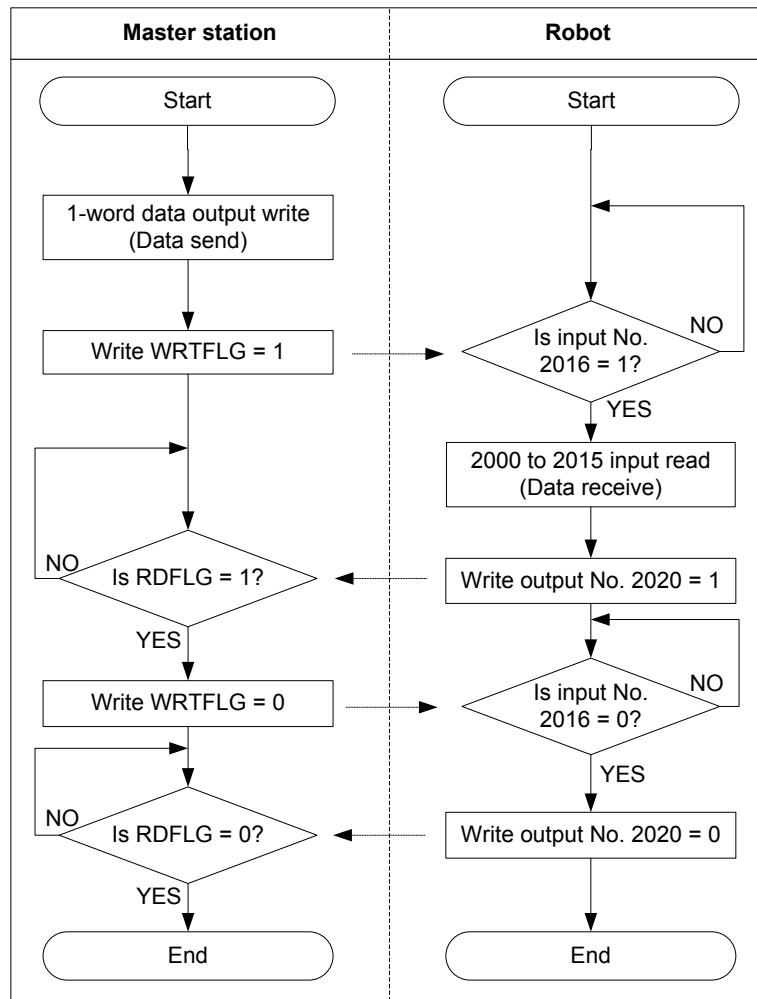 Master station
Robot
Start
Start
1-word data output write
(Data send)
Write WRTFLG = 1
Is input No.
2016 = 1?
NO
YES
2000 to 2015 input read
(Data receive)
NO
Is RDFLG = 1?
Write output No. 2020 = 1
YES
Write WRTFLG = 0
Is input No.
2016 = 0?
NO
YES
NO
Is RDFLG = 0?
Write output No. 2020 = 0
YES
End
End